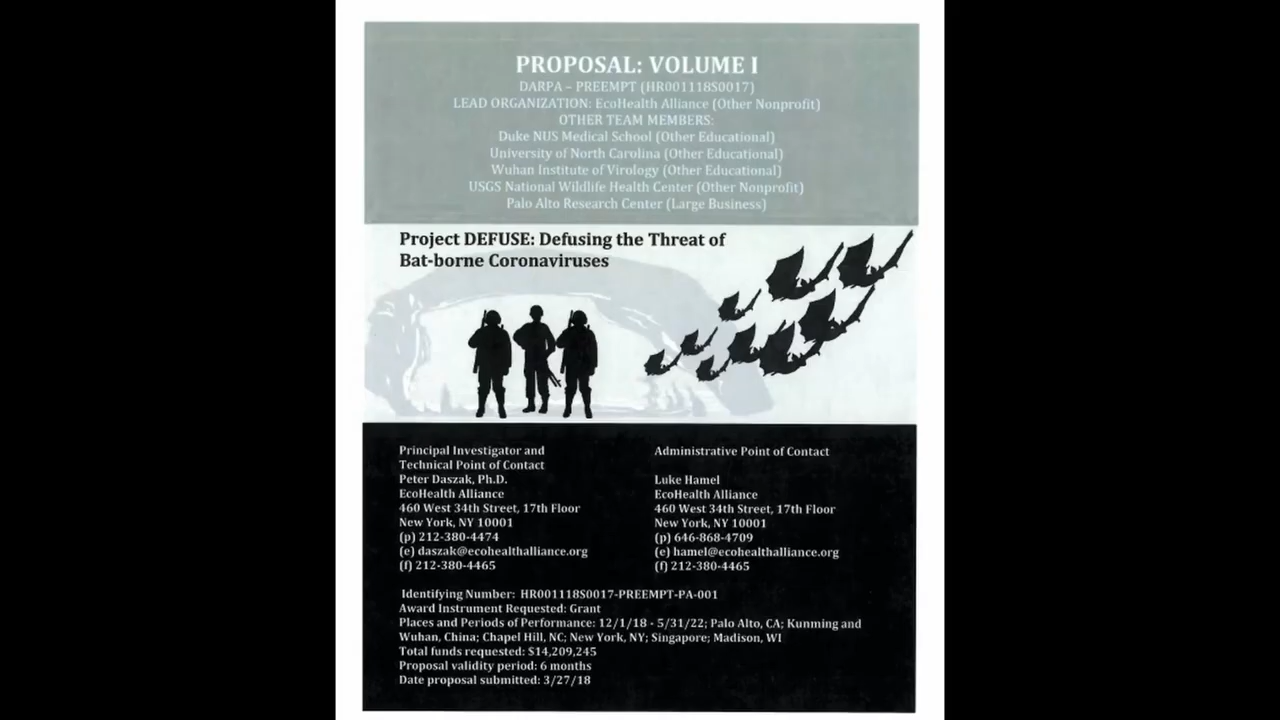 PROPOSAL: VOLUME I
DARPA – PREEMPT (HR001118S0017)
LEAD ORGANIZATION: EcoHealth Alliance (Other Nonprofit)
OTHER TEAM MEMBERS:
Duke NUS Medical School (Other Educational)
University of North Carolina (Other Educational)
Wuhan Institute of Virology (Other Educational)
USGS National Wildlife Health Center (Other Nonprofit)
Palo Alto Research Center (Large Business)
Project DEFUSE: Defusing the Threat of
Bat-borne Coronaviruses
Principal Investigator and
Technical Point of Contact
Peter Daszak, Ph.D.
EcoHealth Alliance
460 West 34th Street, 17th Floor
New York, NY 10001
(p) 212-380-4474
(e) daszak@ecohealthalliance.org
(f) 212-380-4465
Administrative Point of Contact
Luke Hamel
EcoHealth Alliance
460 West 34th Street, 17th Floor
New York, NY 10001
(p) 646-868-4709
(e) hamel@ecohealthalliance.org
(f) 212-380-4465
Identifying Number: HR001118S0017-PREEMPT-PA-001
Award Instrument Requested: Grant
Places and Periods of Performance: 12/1/18 - 5/31/22; Palo Alto, CA; Kunming and
Wuhan, China; Chapel Hill, NC; New York, NY; Singapore; Madison, WI
Total funds requested: $14,209,245
Proposal validity period: 6 months
Date proposal submitted: 3/27/18